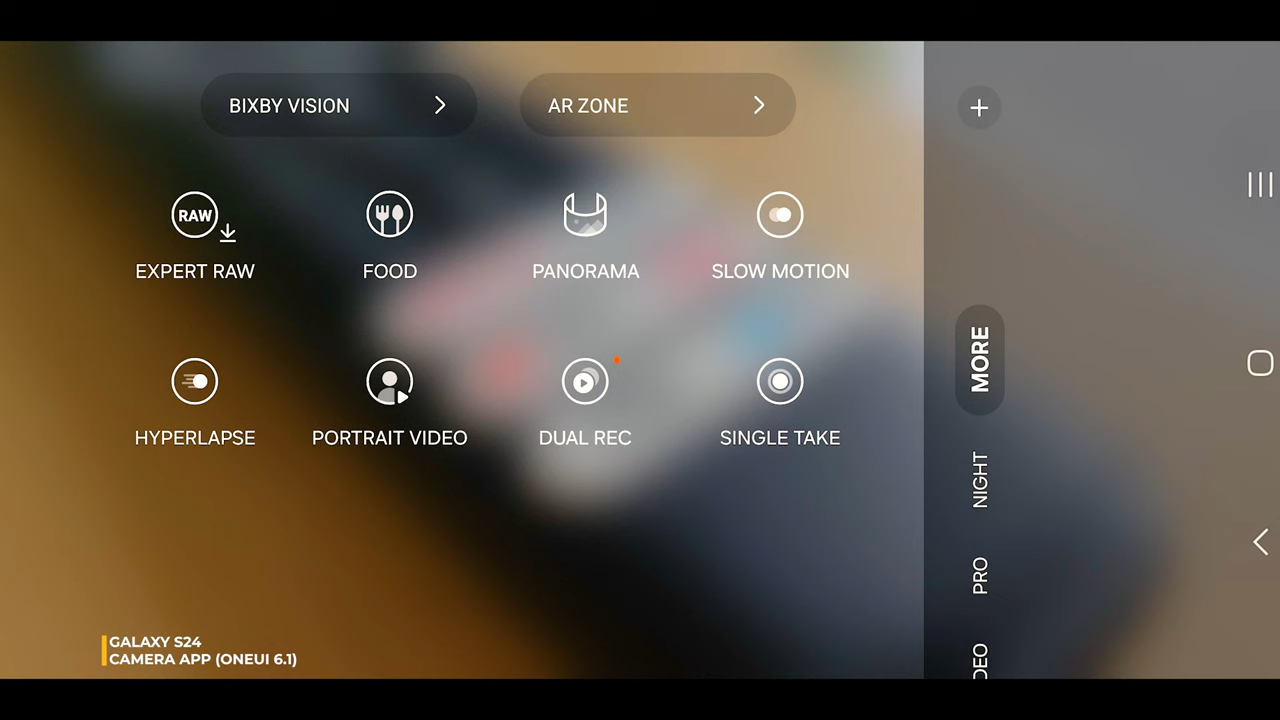 BIXBY VISION
AR ZONE
RAW
EXPERT RAW
FOOD
PANORAMA
SLOW MOTION
HYPERLAPSE
PORTRAIT VIDEO
DUAL REC
SINGLE TAKE
MORE
NIGHT
PRO
DEO
GALAXY S24
CAMERA APP (ONEUI 6.1)